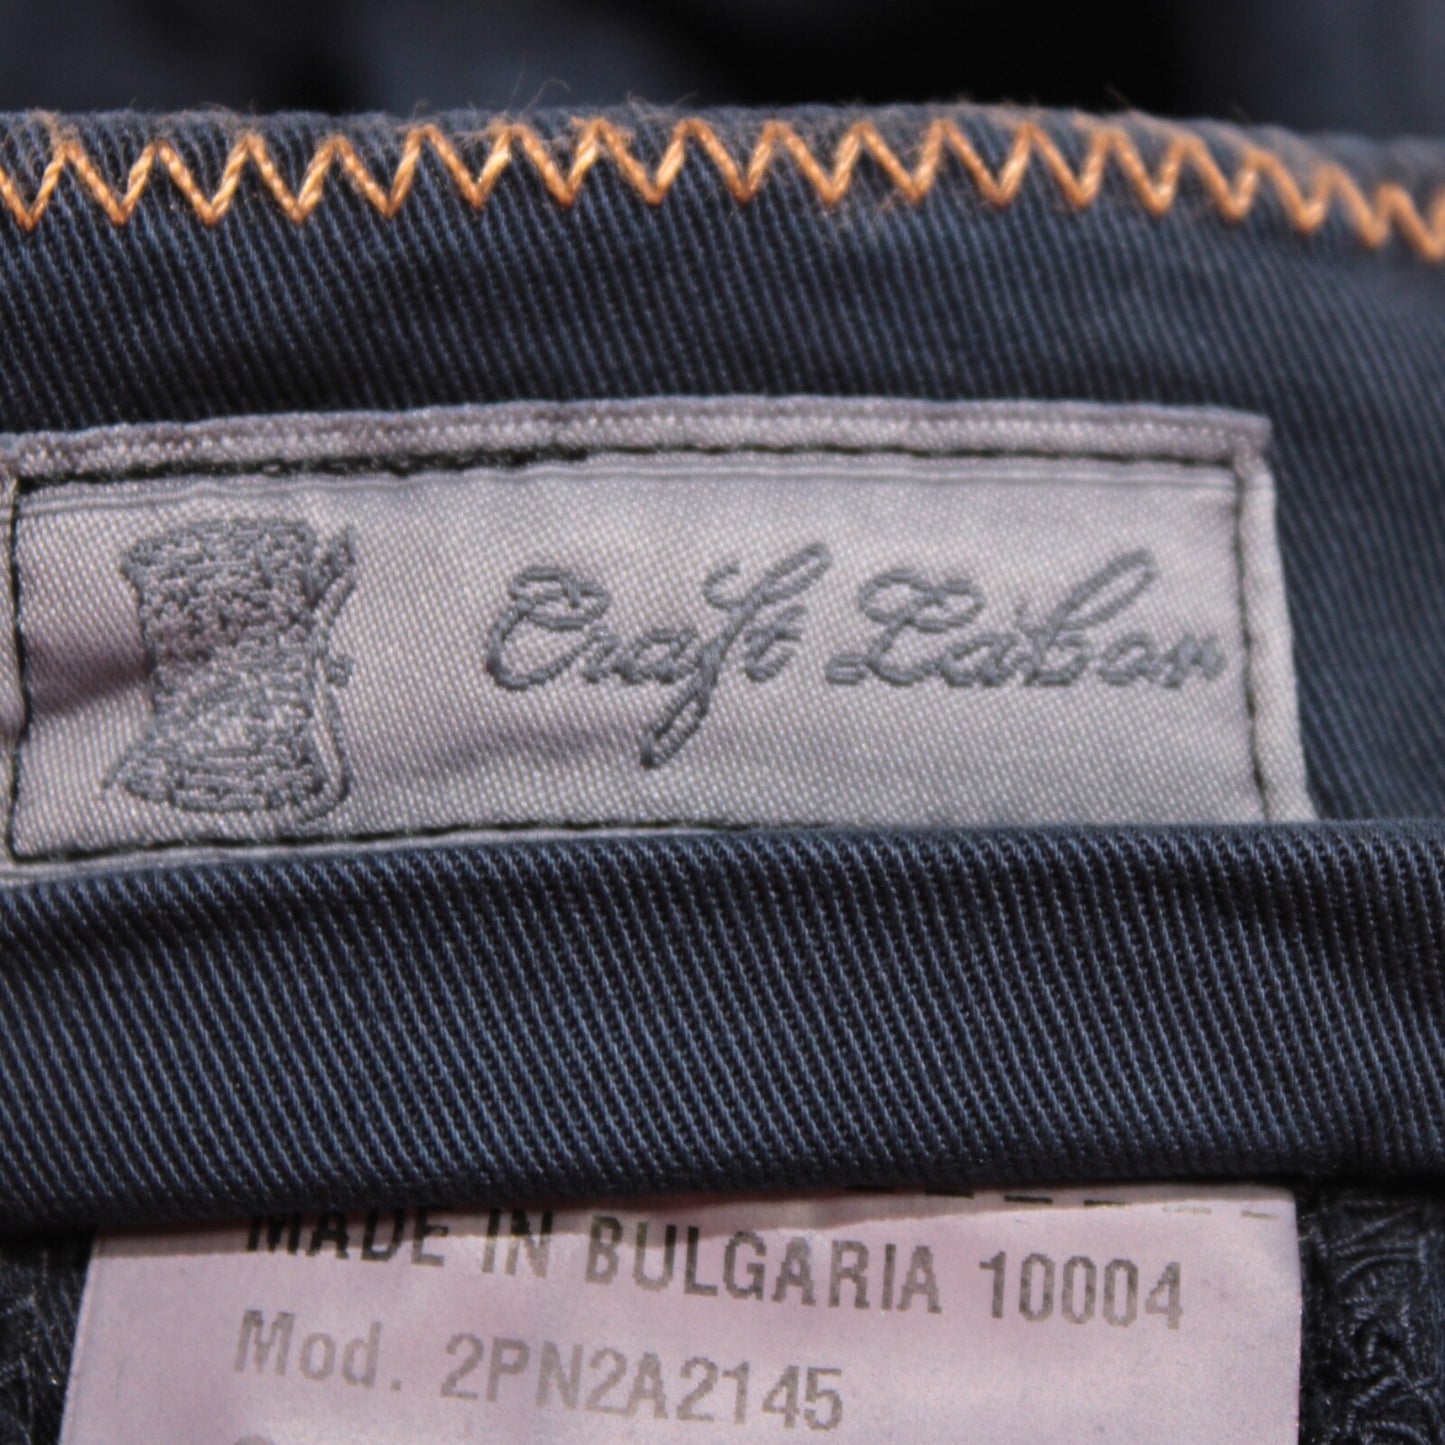 Craft Labor
MADE IN BULGARIA 10004
Mod. 2PN2A2145